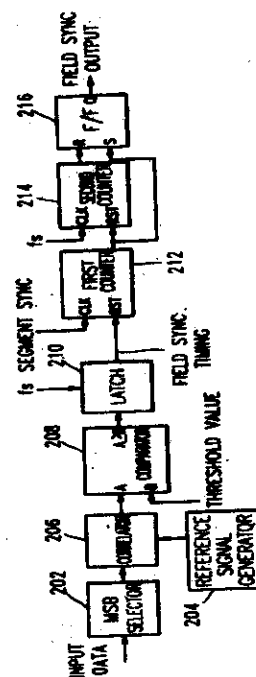 INPUT DATA
202
MSB SELECTOR
206
CORRELATOR
204
REFERENCE SIGNAL GENERATOR
208
A
A≥B
B
COMPARATOR
THRESHOLD VALUE
fs
210
LATCH
SEGMENT SYNC
FIELD SYNC. TIMING
CLK
FIRST COUNTER
RST
212
fs
214
CLK
SECOND COUNTER
RST
216
R
F/F Q
S
FIELD SYNC OUTPUT